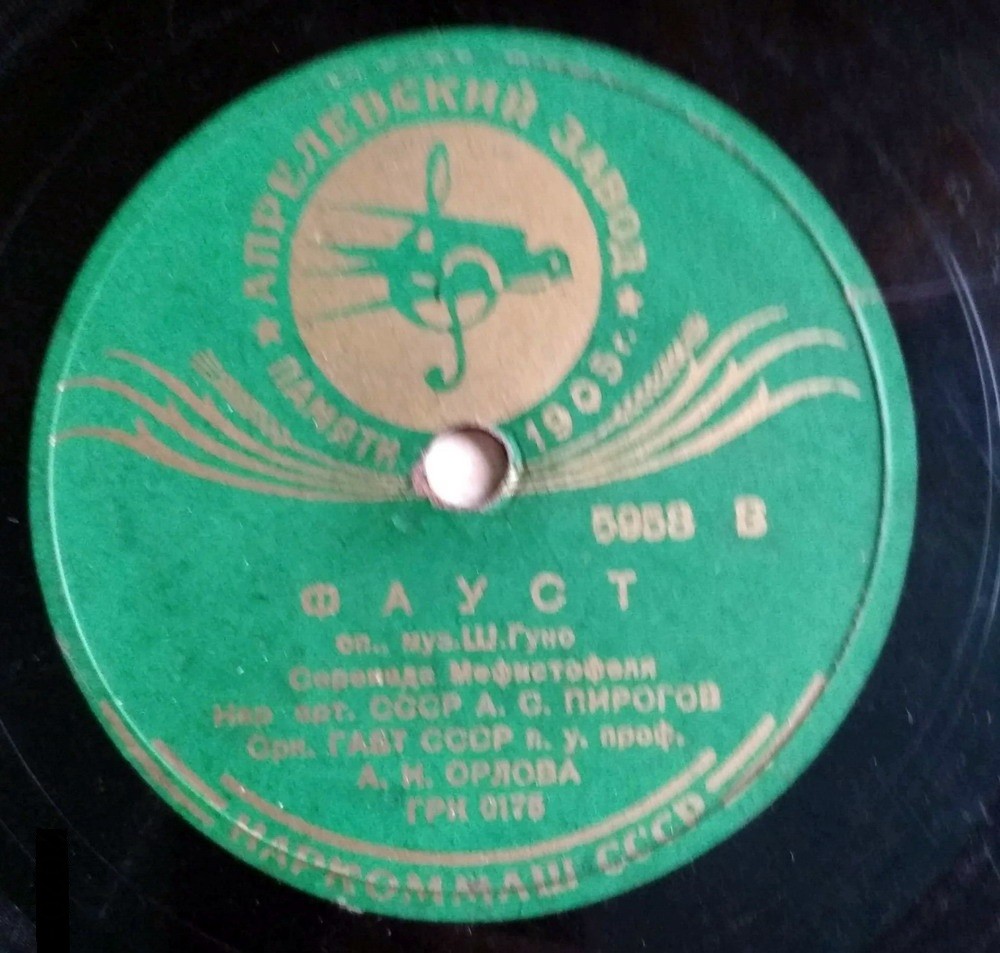 АПРЕЛЕВСКИЙ ЗАВОД
ПАМЯТИ 1905 г.
5958 В
ФАУСТ
оп., муз. Ш. Гуно
Серенада Мефистофеля
Нар арт. СССР А. С. ПИРОГОВ
Орк. ГАБТ СССР п. у. проф.
А. И. ОРЛОВА
ГРК 0175
НАРКОММАШ СССР